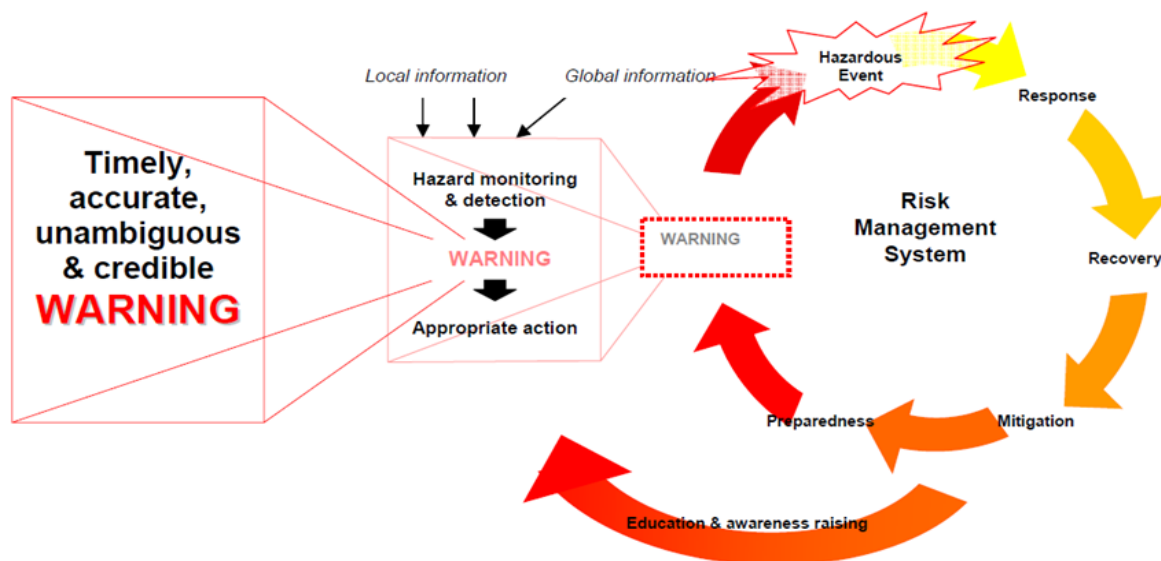 Timely,
accurate,
unambiguous
& credible
WARNING
Local information
Global information
Hazard monitoring
& detection
WARNING
Appropriate action
WARNING
Hazardous
Event
Response
Risk
Management
System
Recovery
Mitigation
Preparedness
Education & awareness raising